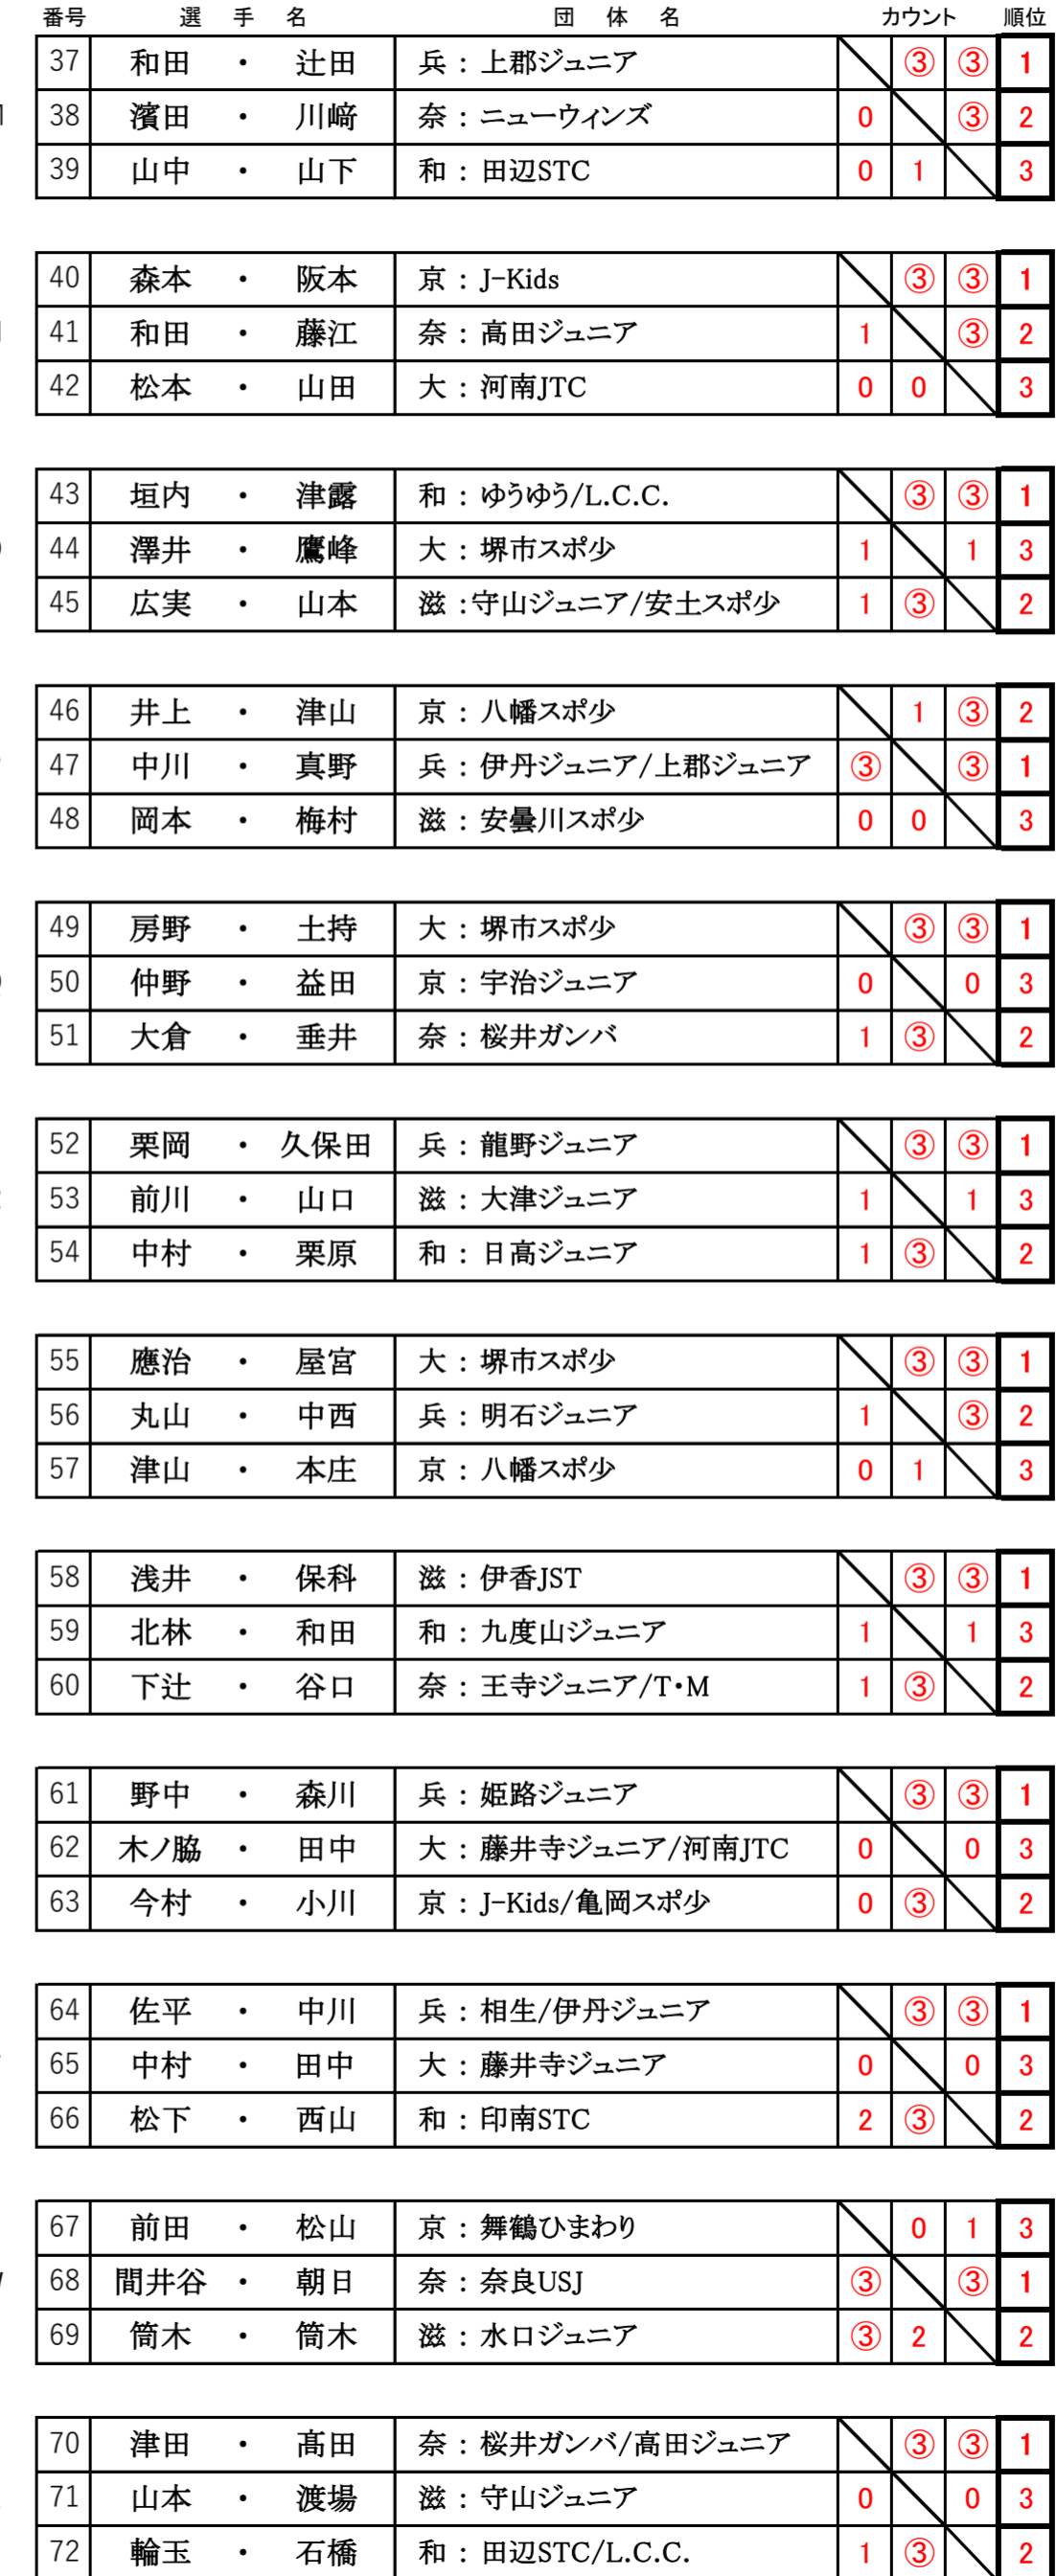 番号 選手名 団体名 カウント 順位
37 和田 ・ 辻田 兵：上郡ジュニア ③ ③ 1
38 濱田 ・ 川﨑 奈：ニューウィンズ 0 ③ 2
39 山中 ・ 山下 和：田辺STC 0 1 3
40 森本 ・ 阪本 京：J-Kids ③ ③ 1
41 和田 ・ 藤江 奈：高田ジュニア 1 ③ 2
42 松本 ・ 山田 大：河南JTC 0 0 3
43 垣内 ・ 津露 和：ゆうゆう/L.C.C. ③ ③ 1
44 澤井 ・ 鷹峰 大：堺市スポ少 1 1 3
45 広実 ・ 山本 滋：守山ジュニア/安土スポ少 1 ③ 2
46 井上 ・ 津山 京：八幡スポ少 1 ③ 2
47 中川 ・ 真野 兵：伊丹ジュニア/上郡ジュニア ③ ③ 1
48 岡本 ・ 梅村 滋：安曇川スポ少 0 0 3
49 房野 ・ 土持 大：堺市スポ少 ③ ③ 1
50 仲野 ・ 益田 京：宇治ジュニア 0 0 3
51 大倉 ・ 垂井 奈：桜井ガンバ 1 ③ 2
52 栗岡 ・ 久保田 兵：龍野ジュニア ③ ③ 1
53 前川 ・ 山口 滋：大津ジュニア 1 1 3
54 中村 ・ 栗原 和：日高ジュニア 1 ③ 2
55 應治 ・ 屋宮 大：堺市スポ少 ③ ③ 1
56 丸山 ・ 中西 兵：明石ジュニア 1 ③ 2
57 津山 ・ 本庄 京：八幡スポ少 0 1 3
58 浅井 ・ 保科 滋：伊香JST ③ ③ 1
59 北林 ・ 和田 和：九度山ジュニア 1 1 3
60 下辻 ・ 谷口 奈：王寺ジュニア/T・M 1 ③ 2
61 野中 ・ 森川 兵：姫路ジュニア ③ ③ 1
62 木ノ脇 ・ 田中 大：藤井寺ジュニア/河南JTC 0 0 3
63 今村 ・ 小川 京：J-Kids/亀岡スポ少 0 ③ 2
64 佐平 ・ 中川 兵：相生/伊丹ジュニア ③ ③ 1
65 中村 ・ 田中 大：藤井寺ジュニア 0 0 3
66 松下 ・ 西山 和：印南STC 2 ③ 2
67 前田 ・ 松山 京：舞鶴ひまわり 0 1 3
68 間井谷 ・ 朝日 奈：奈良USJ ③ ③ 1
69 筒木 ・ 筒木 滋：水口ジュニア ③ 2 2
70 津田 ・ 髙田 奈：桜井ガンバ/高田ジュニア ③ ③ 1
71 山本 ・ 渡場 滋：守山ジュニア 0 0 3
72 輪玉 ・ 石橋 和：田辺STC/L.C.C. 1 ③ 2